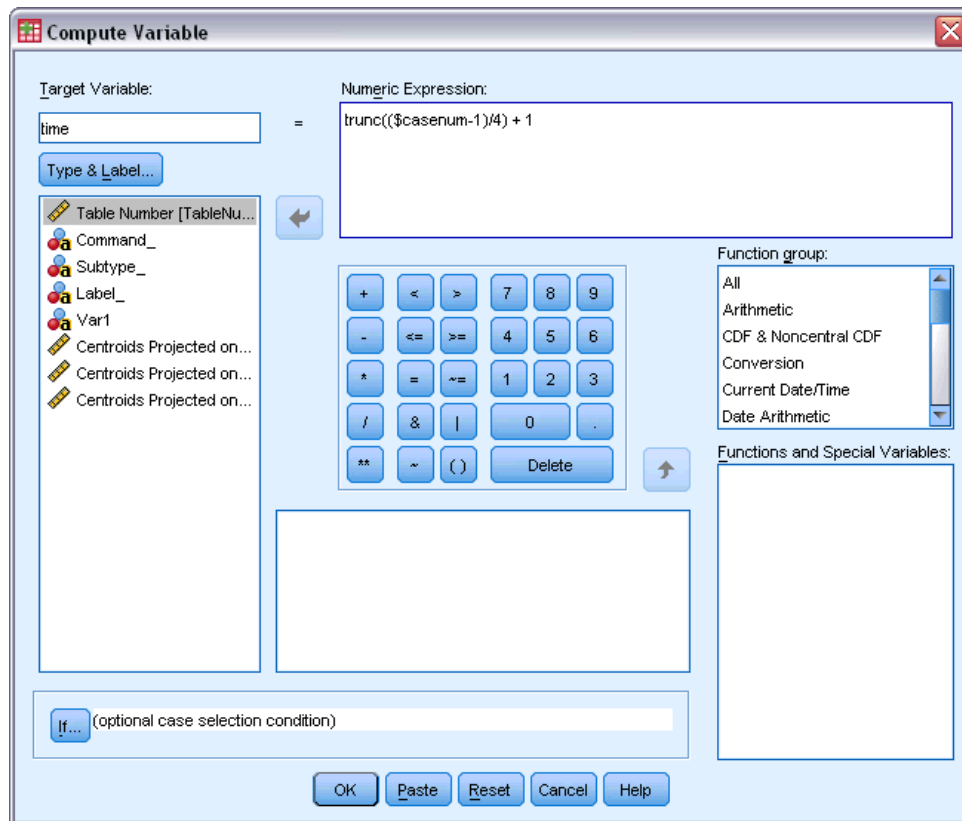 Compute Variable
Target Variable:
time
=
Numeric Expression:
trunc(($casenum-1)/4) + 1
Type & Label...
Table Number [TableNu...
Command_
Subtype_
Label_
Var1
Centroids Projected on...
Centroids Projected on...
Centroids Projected on...
+ < > 7 8 9
- <= >= 4 5 6
* = ~= 1 2 3
/ & | 0 .
** ~ ( ) Delete
Function group:
All
Arithmetic
CDF & Noncentral CDF
Conversion
Current Date/Time
Date Arithmetic
Functions and Special Variables:
If... (optional case selection condition)
OK Paste Reset Cancel Help